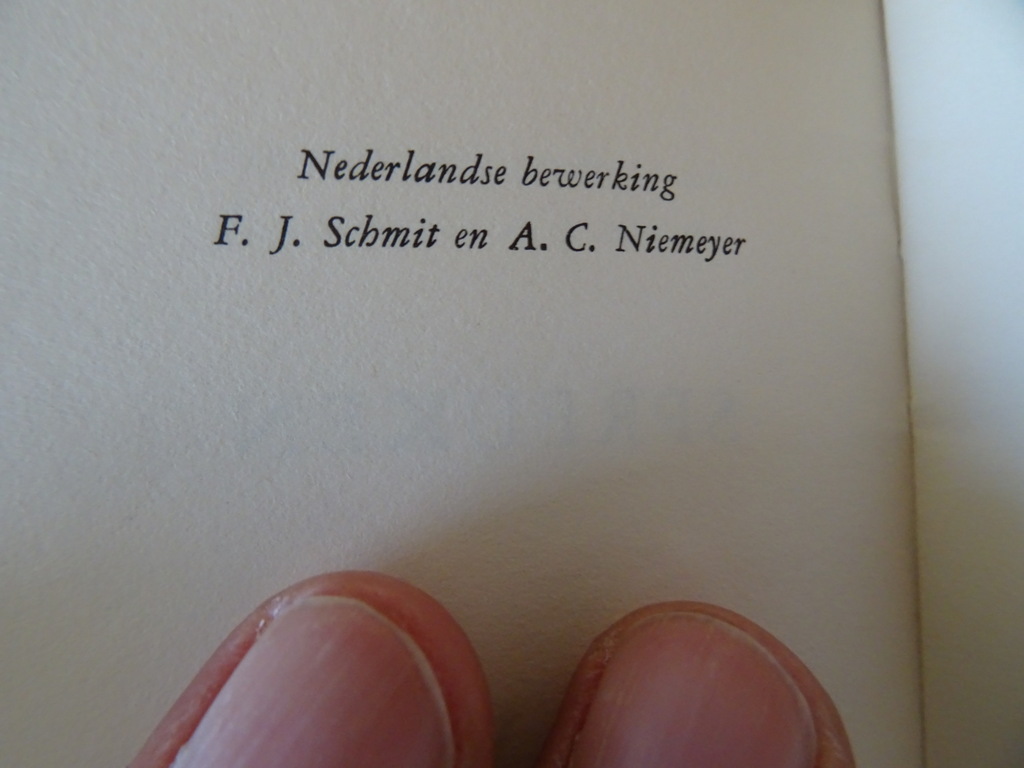 Nederlandse bewerking
F. J. Schmit en A. C. Niemeyer